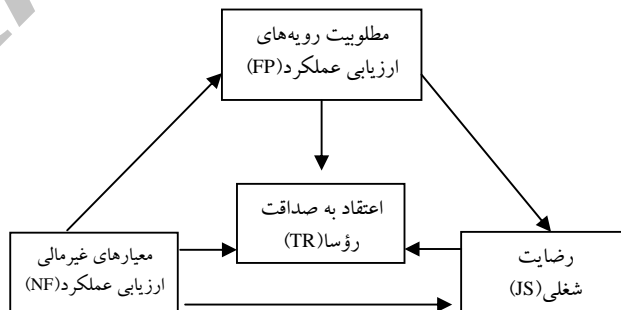 مطلوبیت رویه‌های
ارزیابی عملکرد(FP)
اعتقاد به صداقت
رؤسا(TR)
معیارهای غیرمالی
ارزیابی عملکرد(NF)
رضایت
شغلی(JS)